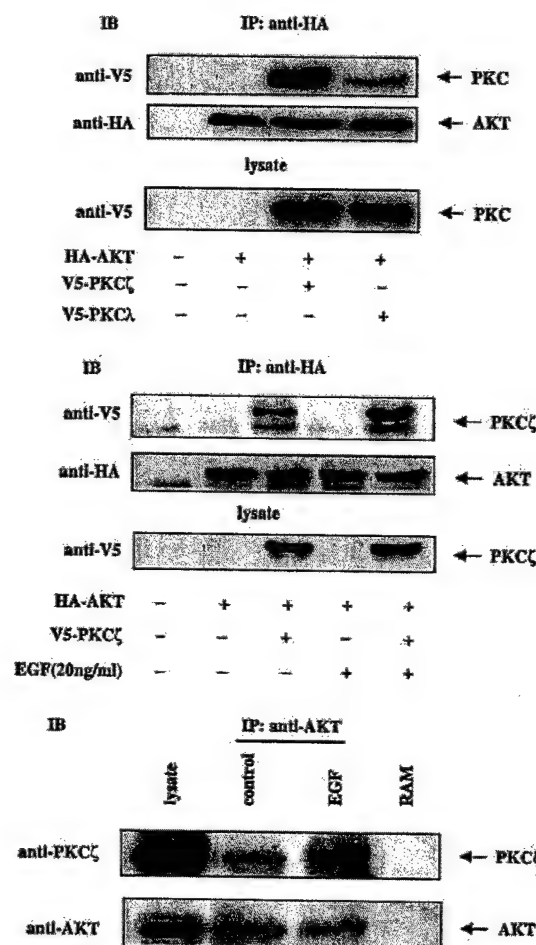 IB IP: anti-HA
anti-V5 ← PKC
anti-HA ← AKT
lysate
anti-V5 ← PKC
HA-AKT – + + +
V5-PKCζ – – + –
V5-PKCλ – – – +
IB IP: anti-HA
anti-V5 ← PKCζ
anti-HA ← AKT
lysate
anti-V5 ← PKCζ
HA-AKT – + + + +
V5-PKCζ – – + – +
EGF(20ng/ml) – – – + +
IB IP: anti-AKT
lysate control EGF RAM
anti-PKCζ ← PKCζ
anti-AKT ← AKT